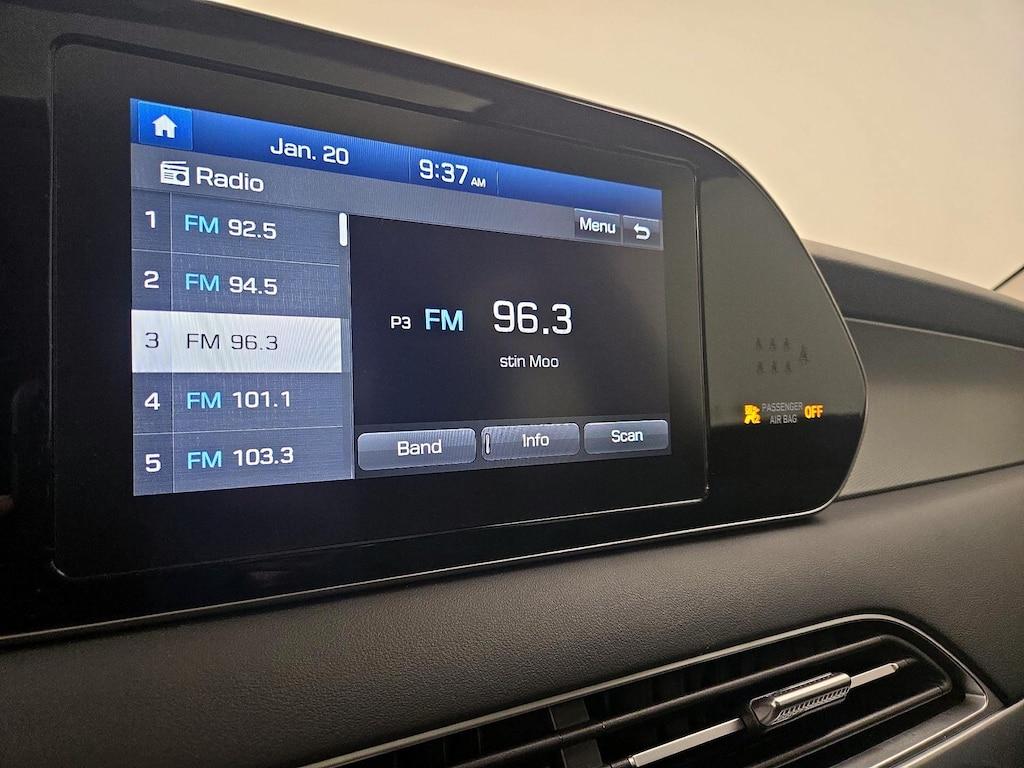 Jan. 20
9:37 AM
Radio
Menu
1 FM 92.5
2 FM 94.5
3 FM 96.3
4 FM 101.1
5 FM 103.3
P3 FM 96.3
stin Moo
Band
Info
Scan
PASSENGER
AIR BAG OFF
2